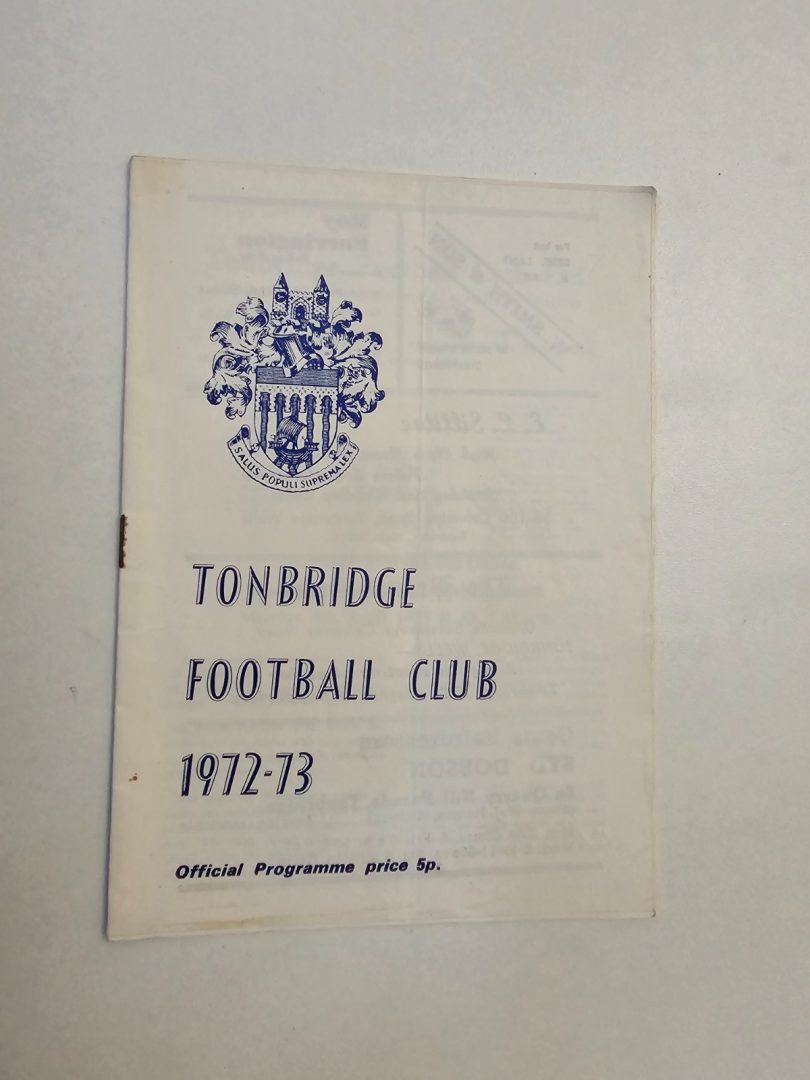 SALUS POPULI SUPREMA LEX
TONBRIDGE
FOOTBALL CLUB
1972-73
Official Programme price 5p.